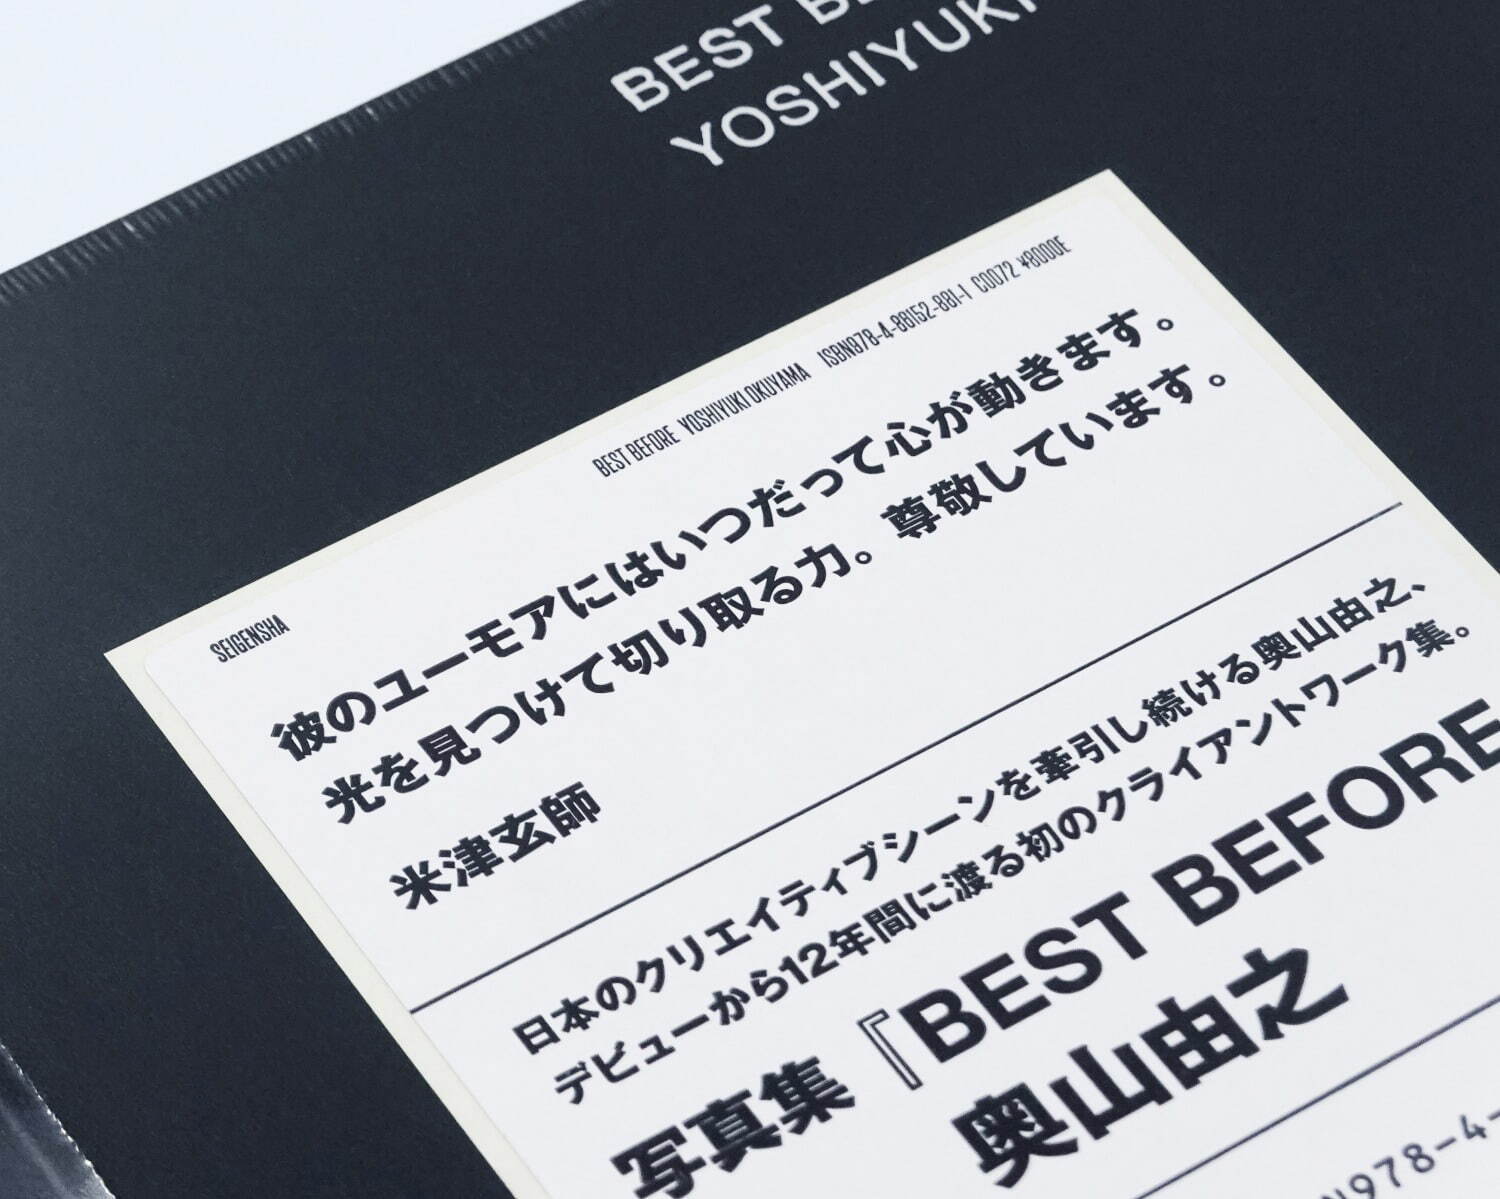 BEST BE
YOSHIYUKI
SEIGENSHA
BEST BEFORE YOSHIYUKI OKUYAMA ISBN978-4-86152-881-1 C0072 ¥8000E
彼のユーモアにはいつだって心が動きます。
光を見つけて切り取る力。尊敬しています。
米津玄師
日本のクリエイティブシーンを牽引し続ける奥山由之、
デビューから12年間に渡る初のクライアントワーク集。
写真集『BEST BEFORE
奥山由之
N978-4-